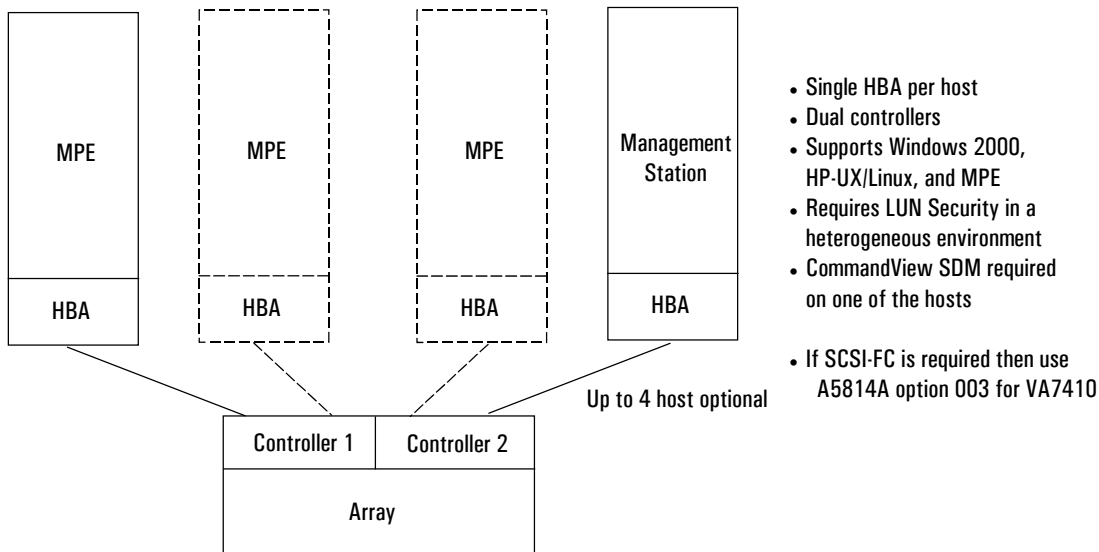 MPE
MPE
MPE
Management
Station
HBA
HBA
HBA
HBA
• Single HBA per host
• Dual controllers
• Supports Windows 2000,
HP-UX/Linux, and MPE
• Requires LUN Security in a
heterogeneous environment
• CommandView SDM required
on one of the hosts
• If SCSI-FC is required then use
A5814A option 003 for VA7410
Up to 4 host optional
Controller 1
Controller 2
Array